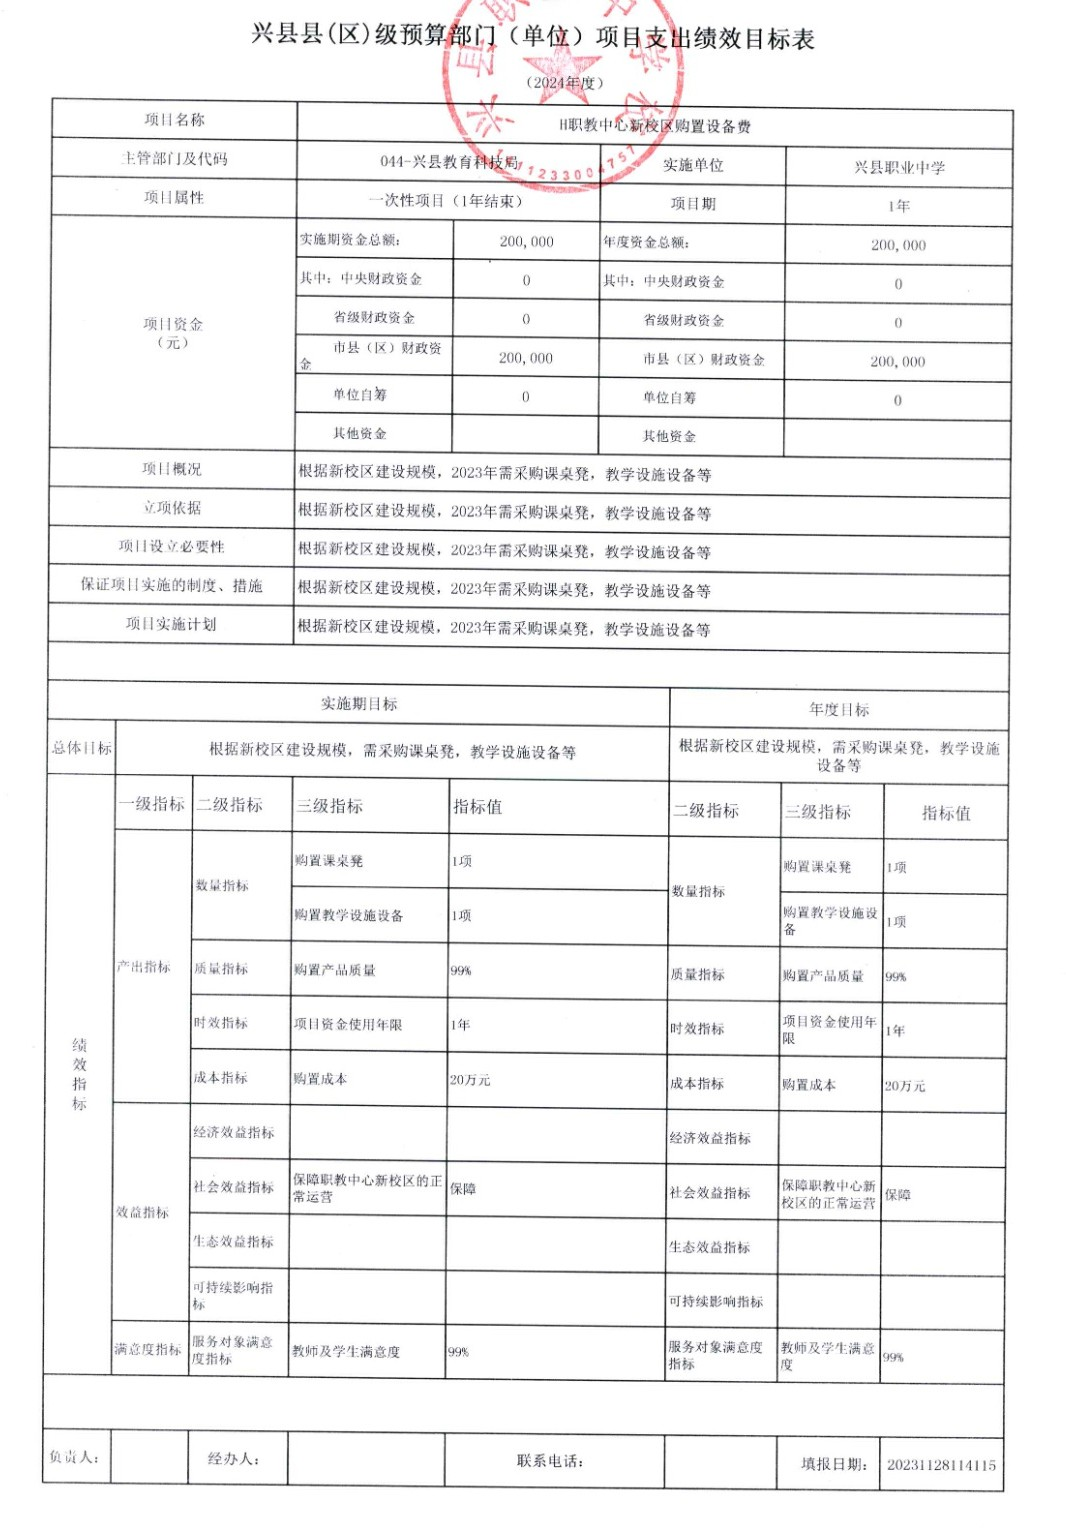 兴县县(区)级预算部门（单位）项目支出绩效目标表
（2024年度）
项目名称 H职教中心新校区购置设备费
主管部门及代码 044-兴县教育科技局 实施单位 兴县职业中学
项目属性 一次性项目（1年结束） 项目期 1年
项目资金
（元）
实施期资金总额： 200,000 年度资金总额： 200,000
其中：中央财政资金 0 其中：中央财政资金 0
省级财政资金 0 省级财政资金 0
市县（区）财政资
金 200,000 市县（区）财政资金 200,000
单位自筹 0 单位自筹 0
其他资金 其他资金
项目概况 根据新校区建设规模，2023年需采购课桌凳，教学设施设备等
立项依据 根据新校区建设规模，2023年需采购课桌凳，教学设施设备等
项目设立必要性 根据新校区建设规模，2023年需采购课桌凳，教学设施设备等
保证项目实施的制度、措施 根据新校区建设规模，2023年需采购课桌凳，教学设施设备等
项目实施计划 根据新校区建设规模，2023年需采购课桌凳，教学设施设备等
实施期目标 年度目标
总体目标 根据新校区建设规模，需采购课桌凳，教学设施设备等 根据新校区建设规模，需采购课桌凳，教学设施
设备等
绩
效
指
标
一级指标 二级指标 三级指标 指标值 二级指标 三级指标 指标值
产出指标
数量指标 购置课桌凳 1项 数量指标 购置课桌凳 1项
购置教学设施设备 1项 购置教学设施设
备 1项
质量指标 购置产品质量 99% 质量指标 购置产品质量 99%
时效指标 项目资金使用年限 1年 时效指标 项目资金使用年
限 1年
成本指标 购置成本 20万元 成本指标 购置成本 20万元
效益指标
经济效益指标 经济效益指标
社会效益指标 保障职教中心新校区的正
常运营 保障 社会效益指标 保障职教中心新
校区的正常运营 保障
生态效益指标 生态效益指标
可持续影响指
标 可持续影响指标
满意度指标 服务对象满意
度指标 教师及学生满意度 99% 服务对象满意度
指标 教师及学生满意
度 99%
负责人： 经办人： 联系电话： 填报日期： 20231128114115